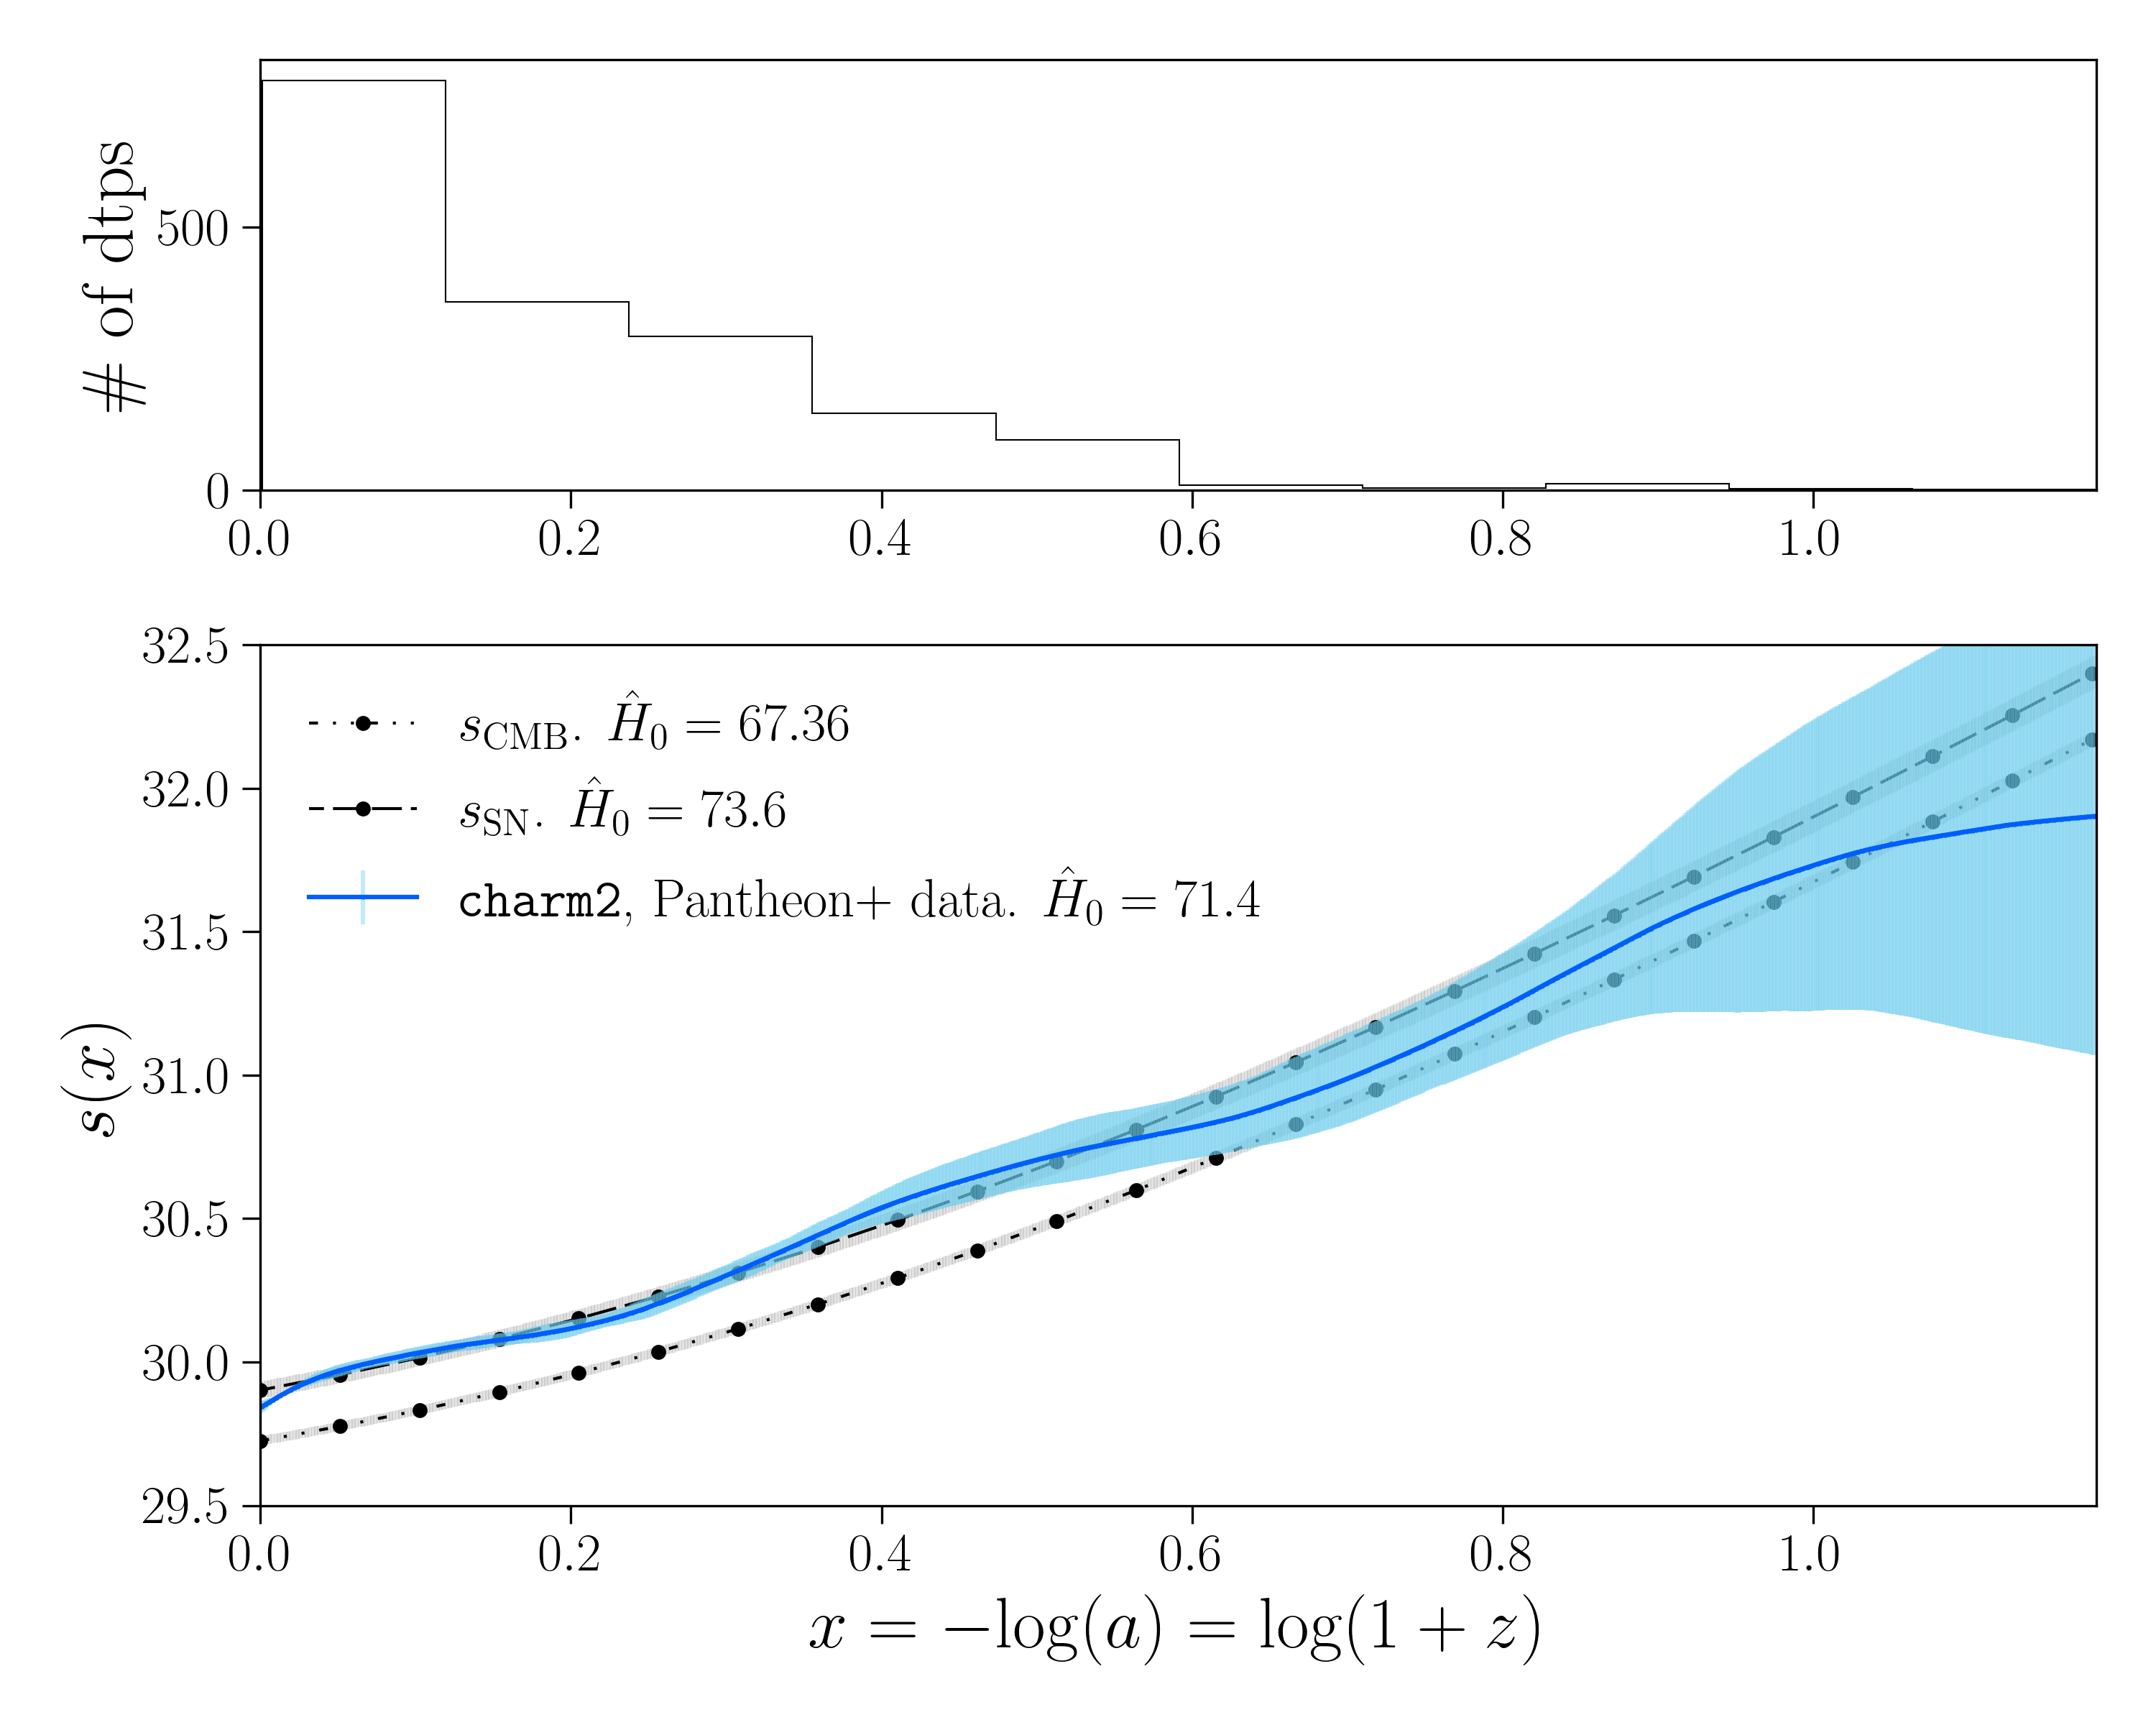 # of dtps
500
0
0.0 0.2 0.4 0.6 0.8 1.0
32.5
32.0
31.5
31.0
30.5
30.0
29.5
s(x)
s_CMB. Ĥ_0 = 67.36
s_SN. Ĥ_0 = 73.6
charm2, Pantheon+ data. Ĥ_0 = 71.4
0.0 0.2 0.4 0.6 0.8 1.0
x = −log(a) = log(1 + z)